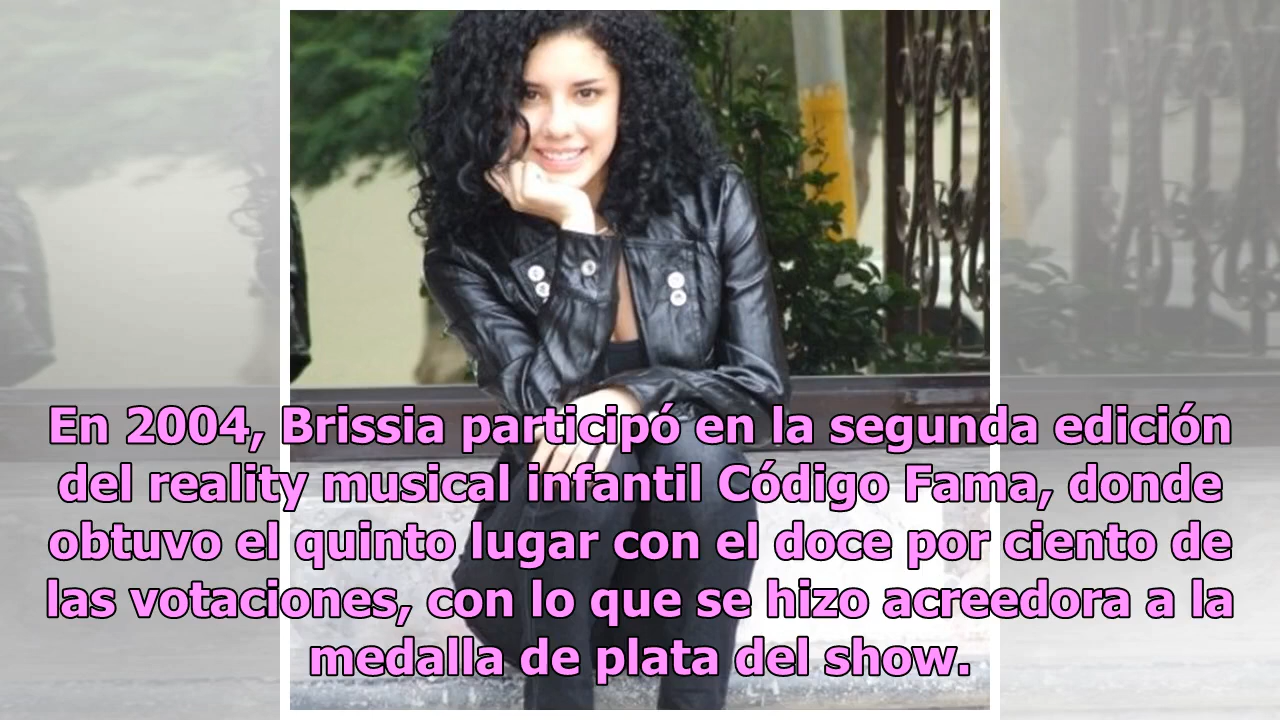 En 2004, Brissia participó en la segunda edición
del reality musical infantil Código Fama, donde
obtuvo el quinto lugar con el doce por ciento de
las votaciones, con lo que se hizo acreedora a la
medalla de plata del show.